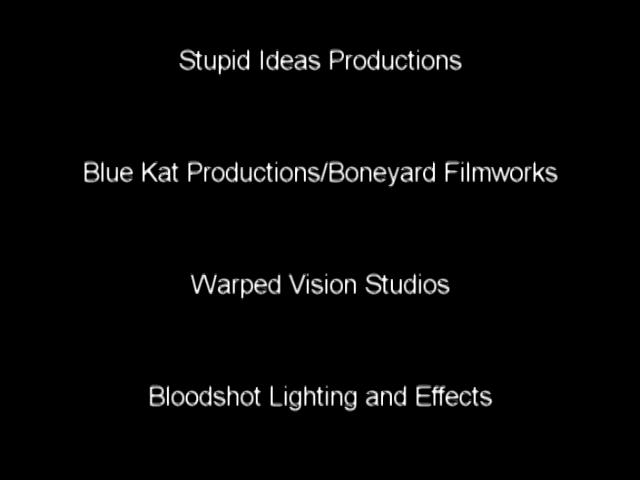 Stupid Ideas Productions
Blue Kat Productions/Boneyard Filmworks
Warped Vision Studios
Bloodshot Lighting and Effects